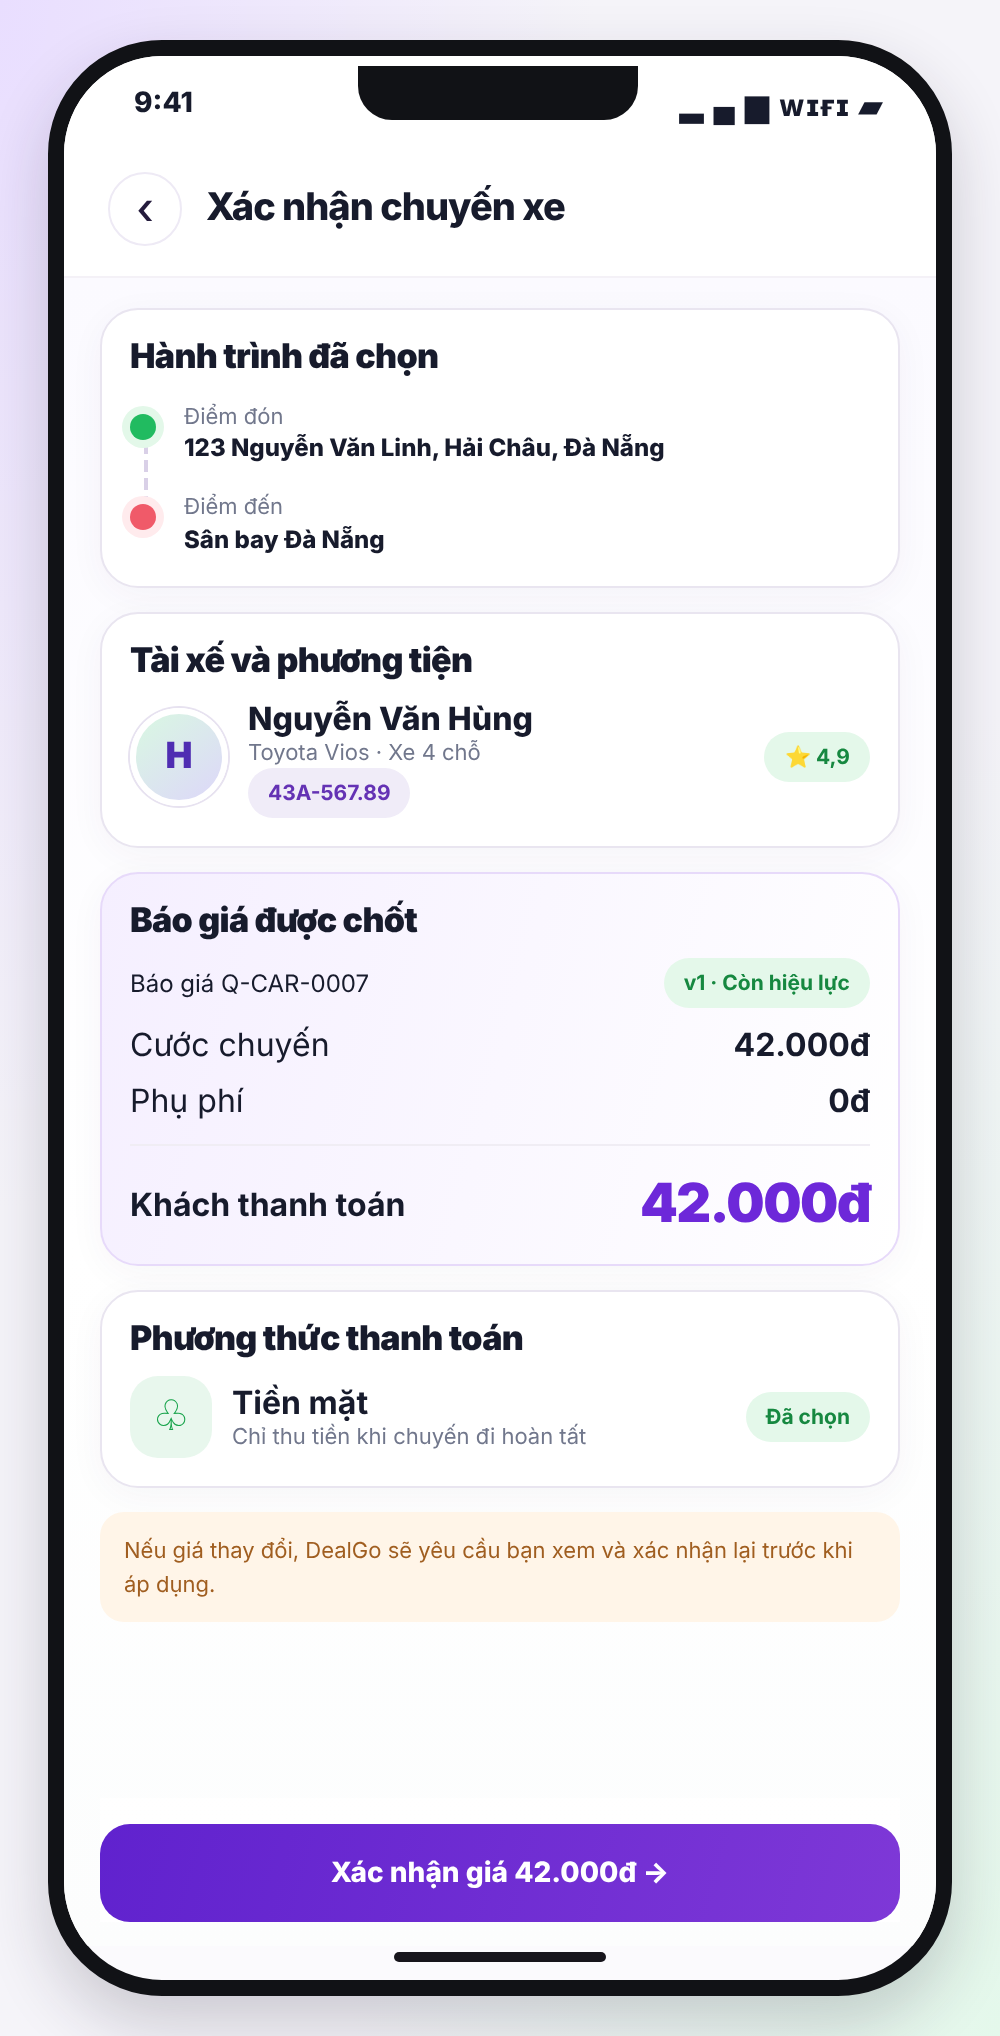 9:41
WIFI
Xác nhận chuyến xe
Hành trình đã chọn
Điểm đón
123 Nguyễn Văn Linh, Hải Châu, Đà Nẵng
Điểm đến
Sân bay Đà Nẵng
Tài xế và phương tiện
H
Nguyễn Văn Hùng
Toyota Vios · Xe 4 chỗ
43A-567.89
⭐ 4,9
Báo giá được chốt
Báo giá Q-CAR-0007
v1 · Còn hiệu lực
Cước chuyến
42.000đ
Phụ phí
0đ
Khách thanh toán
42.000đ
Phương thức thanh toán
Tiền mặt
Chỉ thu tiền khi chuyến đi hoàn tất
Đã chọn
Nếu giá thay đổi, DealGo sẽ yêu cầu bạn xem và xác nhận lại trước khi
áp dụng.
Xác nhận giá 42.000đ →